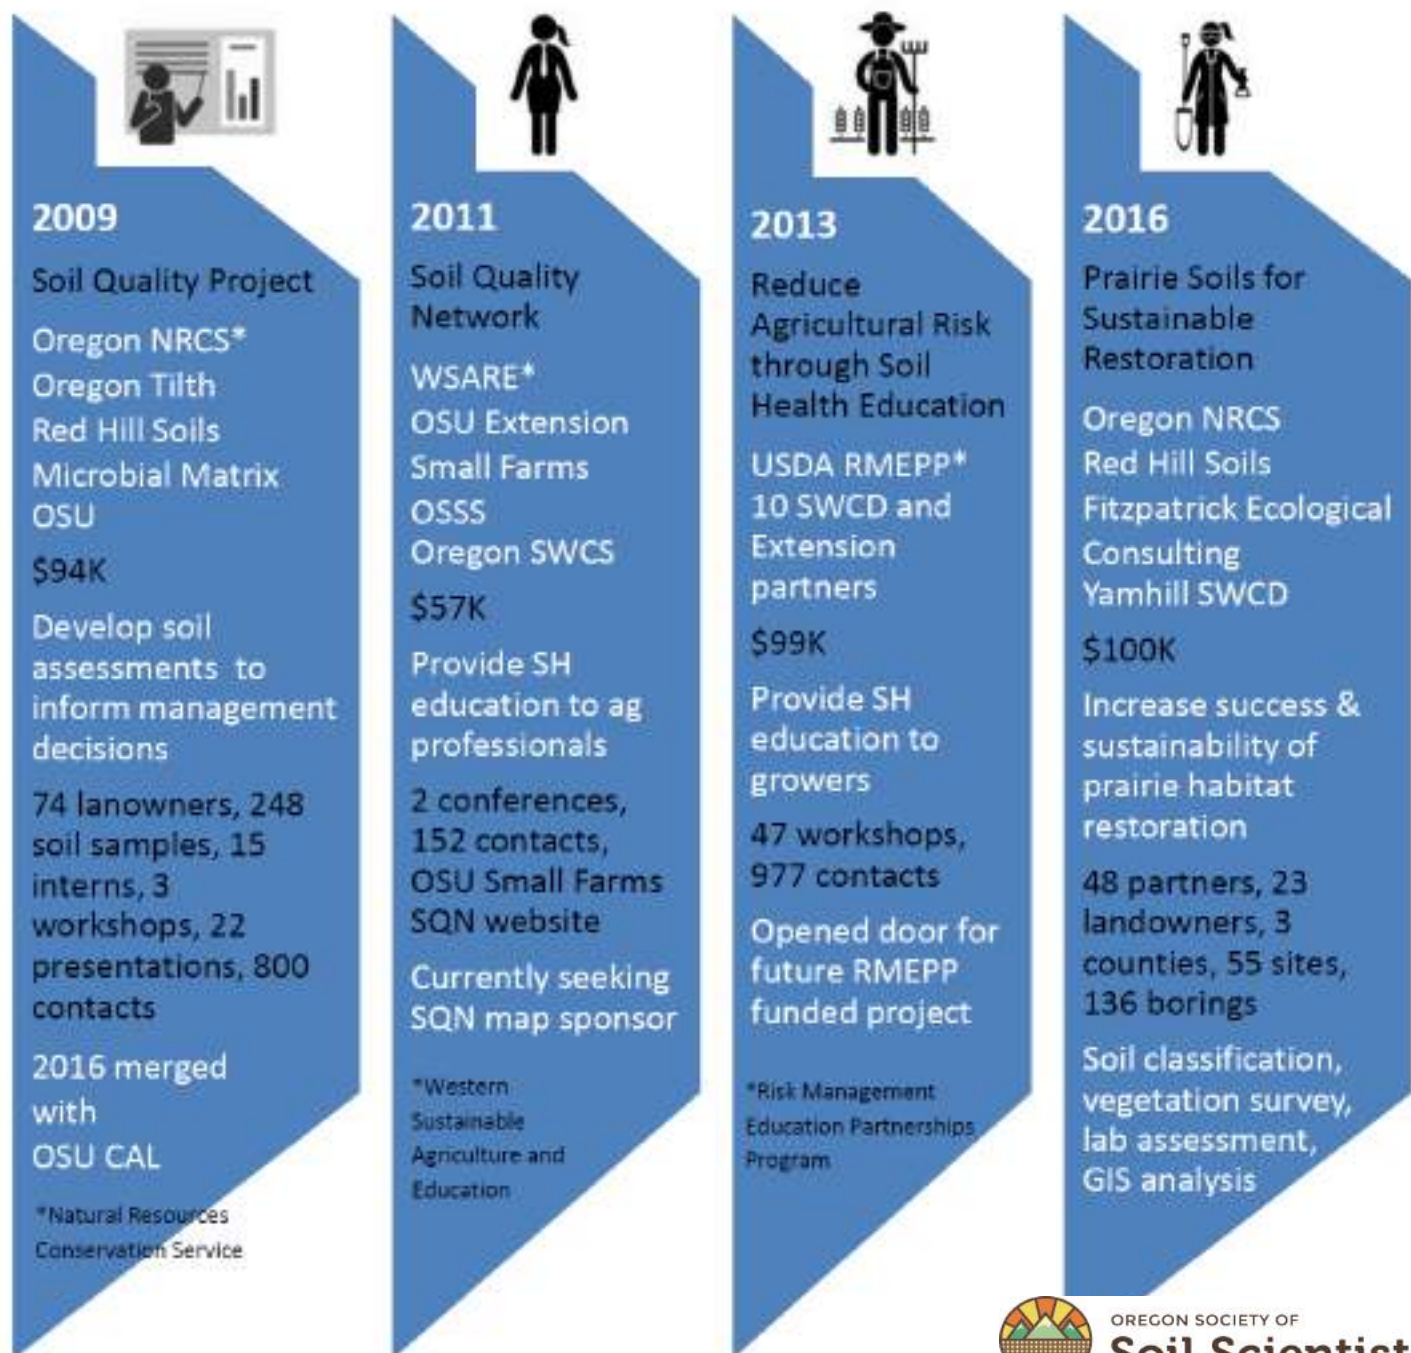 2009
Soil Quality Project
Oregon NRCS*
Oregon Tilth
Red Hill Soils
Microbial Matrix
OSU
$94K
Develop soil
assessments to
inform management
decisions
74 lanowners, 248
soil samples, 15
interns, 3
workshops, 22
presentations, 800
contacts
2016 merged
with
OSU CAL
*Natural Resources
Conservation Service
2011
Soil Quality
Network
WSARE*
OSU Extension
Small Farms
OSSS
Oregon SWCS
$57K
Provide SH
education to ag
professionals
2 conferences,
152 contacts,
OSU Small Farms
SQN website
Currently seeking
SQN map sponsor
*Western
Sustainable
Agriculture and
Education
2013
Reduce
Agricultural Risk
through Soil
Health Education
USDA RMEPP*
10 SWCD and
Extension
partners
$99K
Provide SH
education to
growers
47 workshops,
977 contacts
Opened door for
future RMEPP
funded project
*Risk Management
Education Partnerships
Program
2016
Prairie Soils for
Sustainable
Restoration
Oregon NRCS
Red Hill Soils
Fitzpatrick Ecological
Consulting
Yamhill SWCD
$100K
Increase success &
sustainability of
prairie habitat
restoration
48 partners, 23
landowners, 3
counties, 55 sites,
136 borings
Soil classification,
vegetation survey,
lab assessment,
GIS analysis
OREGON SOCIETY OF
Soil Scientist